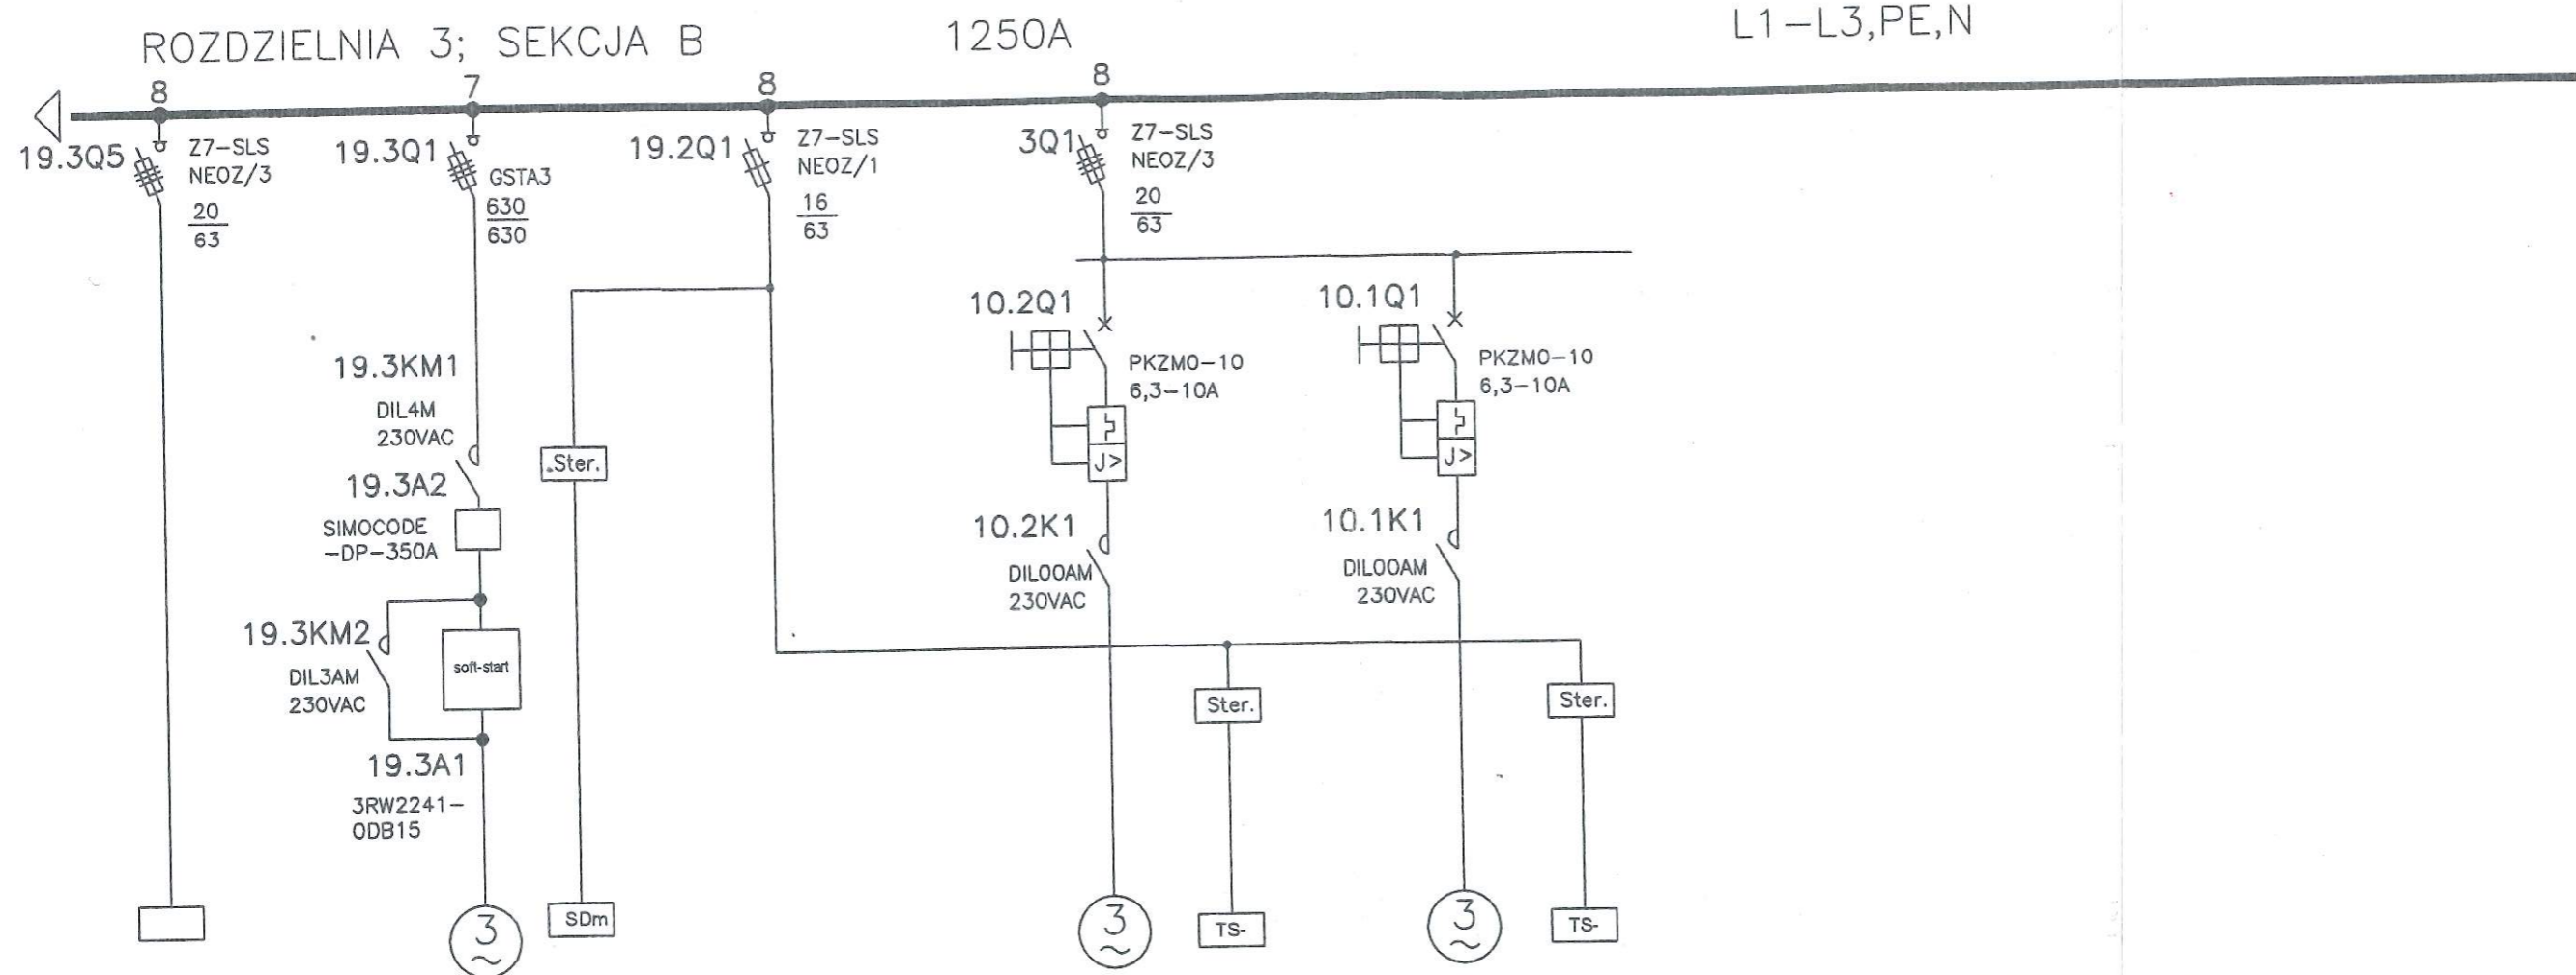 ROZDZIELNIA 3; SEKCJA B
1250A
L1-L3,PE,N
8
7
8
8
19.3Q5
Z7-SLS
NEOZ/3
20
63
19.3Q1
GSTA3
630
630
19.2Q1
Z7-SLS
NEOZ/1
16
63
3Q1
Z7-SLS
NEOZ/3
20
63
19.3KM1
DIL4M
230VAC
19.3A2
SIMOCODE
-DP-350A
19.3KM2
DIL3AM
230VAC
soft-start
19.3A1
3RW2241-
0DB15
3
~
Ster.
SDm
10.2Q1
PKZM0-10
6,3-10A
J>
10.2K1
DIL00AM
230VAC
3
~
Ster.
TS-
10.1Q1
PKZM0-10
6,3-10A
J>
10.1K1
DIL00AM
230VAC
3
~
Ster.
TS-